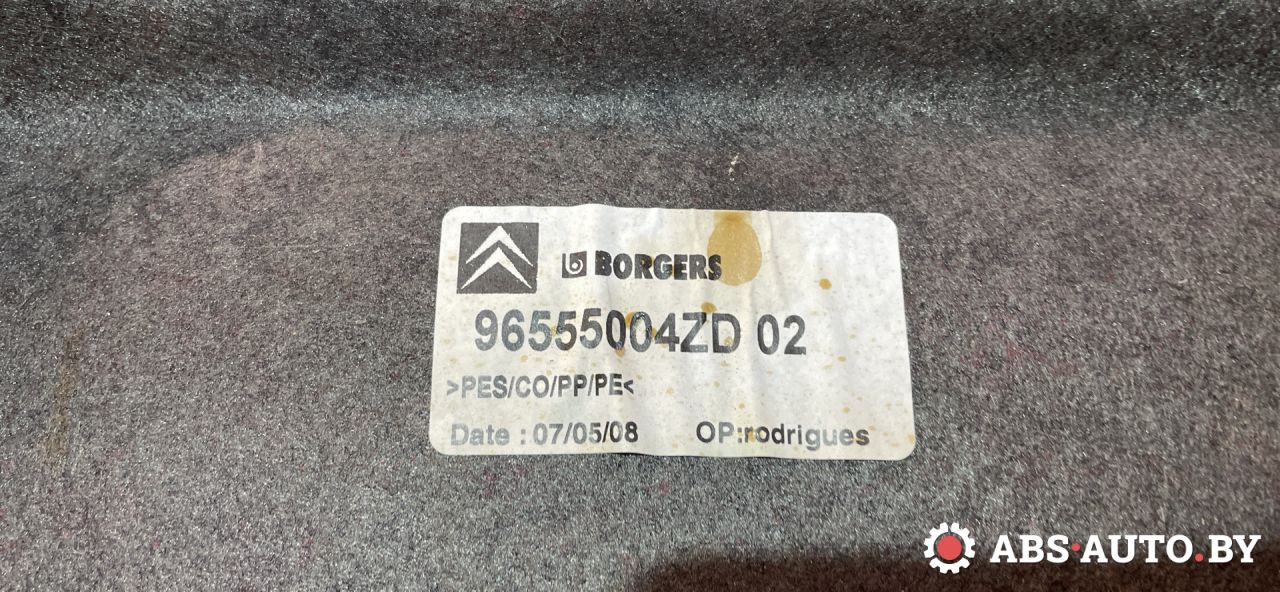 BORGERS
96555004ZD 02
>PES/CO/PP/PE<
Date : 07/05/08 OP:rodrigues
ABS·AUTO.BY